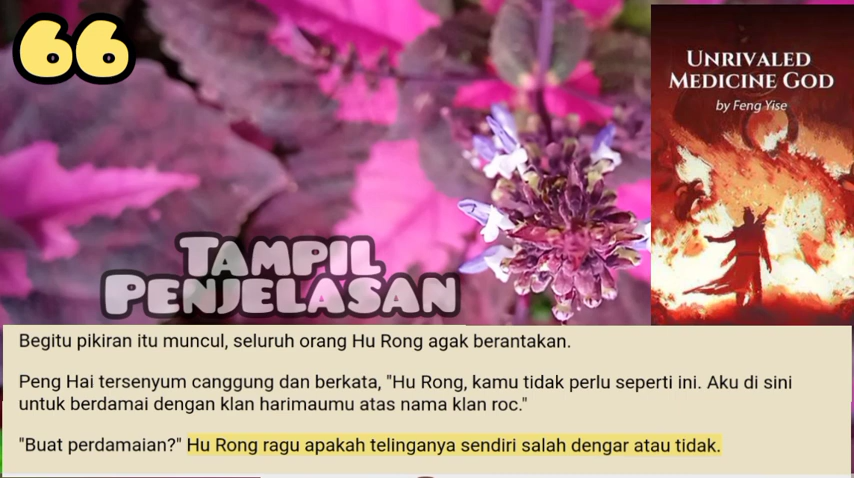 66
UNRIVALED
MEDICINE GOD
by Feng Yise
TAMPIL
PENJELASAN
Begitu pikiran itu muncul, seluruh orang Hu Rong agak berantakan.
Peng Hai tersenyum canggung dan berkata, "Hu Rong, kamu tidak perlu seperti ini. Aku di sini
untuk berdamai dengan klan harimaumu atas nama klan roc."
"Buat perdamaian?" Hu Rong ragu apakah telinganya sendiri salah dengar atau tidak.